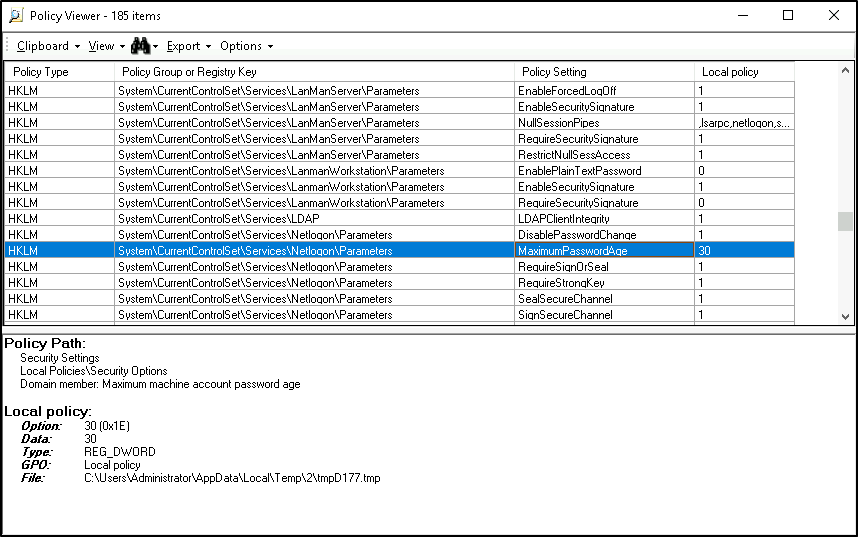 Policy Viewer - 185 items
Clipboard View Export Options
Policy Type Policy Group or Registry Key Policy Setting Local policy
HKLM System\CurrentControlSet\Services\LanManServer\Parameters EnableForcedLogOff 1
HKLM System\CurrentControlSet\Services\LanManServer\Parameters EnableSecuritySignature 1
HKLM System\CurrentControlSet\Services\LanManServer\Parameters NullSessionPipes ,lsarpc,netlogon,s...
HKLM System\CurrentControlSet\Services\LanManServer\Parameters RequireSecuritySignature 1
HKLM System\CurrentControlSet\Services\LanManServer\Parameters RestrictNullSessAccess 1
HKLM System\CurrentControlSet\Services\LanmanWorkstation\Parameters EnablePlainTextPassword 0
HKLM System\CurrentControlSet\Services\LanmanWorkstation\Parameters EnableSecuritySignature 1
HKLM System\CurrentControlSet\Services\LanmanWorkstation\Parameters RequireSecuritySignature 0
HKLM System\CurrentControlSet\Services\LDAP LDAPClientIntegrity 1
HKLM System\CurrentControlSet\Services\Netlogon\Parameters DisablePasswordChange 1
HKLM System\CurrentControlSet\Services\Netlogon\Parameters MaximumPasswordAge 30
HKLM System\CurrentControlSet\Services\Netlogon\Parameters RequireSignOrSeal 1
HKLM System\CurrentControlSet\Services\Netlogon\Parameters RequireStrongKey 1
HKLM System\CurrentControlSet\Services\Netlogon\Parameters SealSecureChannel 1
HKLM System\CurrentControlSet\Services\Netlogon\Parameters SignSecureChannel 1
Policy Path:
Security Settings
Local Policies\Security Options
Domain member: Maximum machine account password age
Local policy:
Option: 30 (0x1E)
Data: 30
Type: REG_DWORD
GPO: Local policy
File: C:\Users\Administrator\AppData\Local\Temp\2\tmpD177.tmp